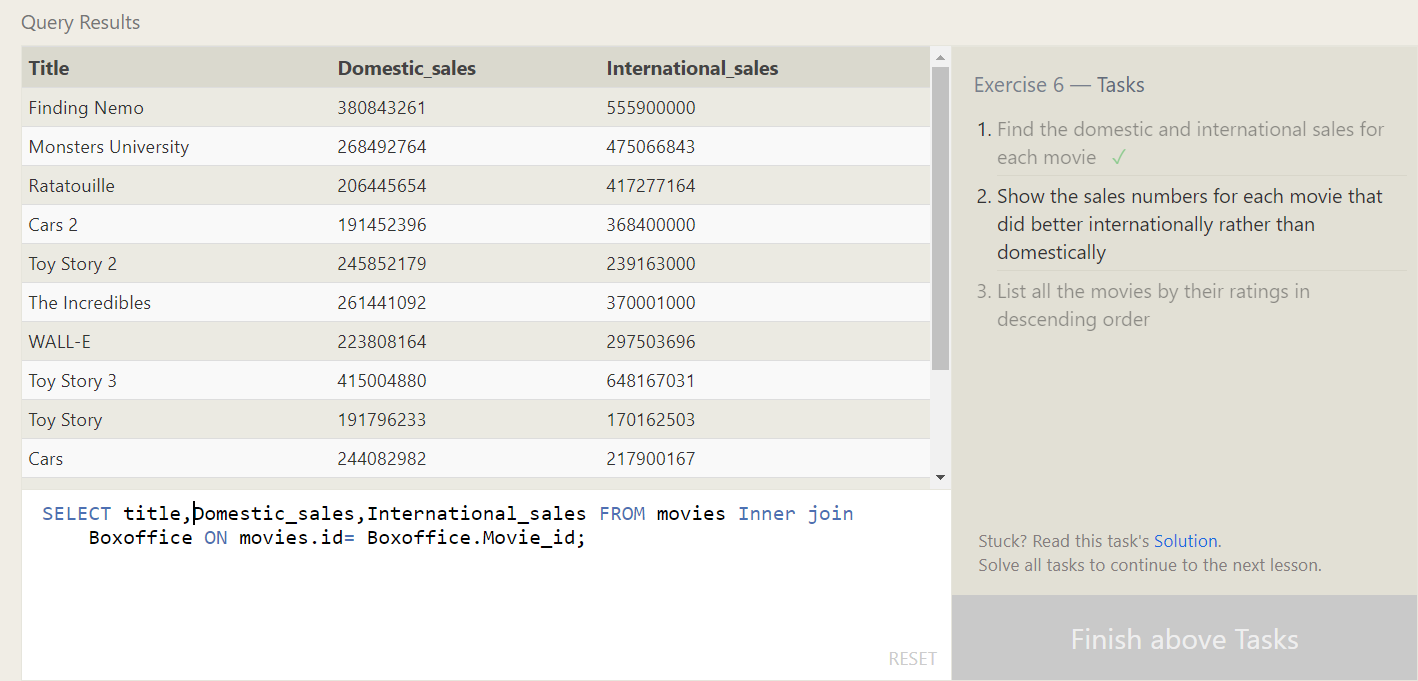 Query Results
Title Domestic_sales International_sales
Finding Nemo 380843261 555900000
Monsters University 268492764 475066843
Ratatouille 206445654 417277164
Cars 2 191452396 368400000
Toy Story 2 245852179 239163000
The Incredibles 261441092 370001000
WALL-E 223808164 297503696
Toy Story 3 415004880 648167031
Toy Story 191796233 170162503
Cars 244082982 217900167
SELECT title,Domestic_sales,International_sales FROM movies Inner join
Boxoffice ON movies.id= Boxoffice.Movie_id;
RESET
Exercise 6 — Tasks
1. Find the domestic and international sales for
each movie ✓
2. Show the sales numbers for each movie that
did better internationally rather than
domestically
3. List all the movies by their ratings in
descending order
Stuck? Read this task's Solution.
Solve all tasks to continue to the next lesson.
Finish above Tasks